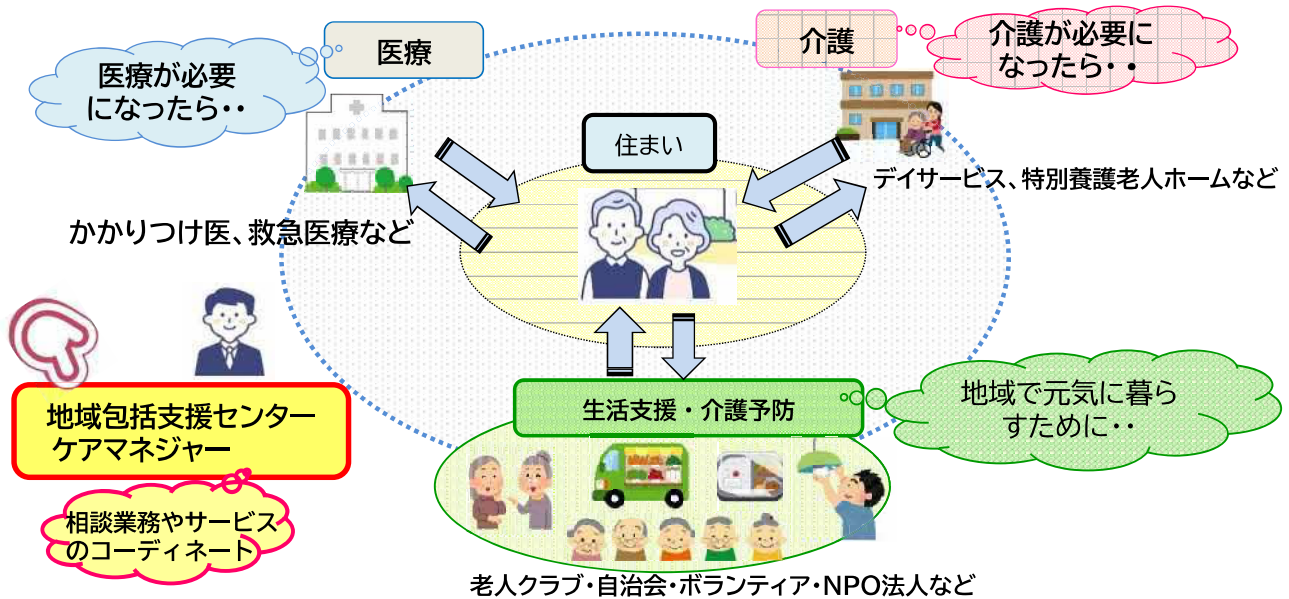 医療
医療が必要
になったら・・
かかりつけ医、救急医療など
介護
介護が必要に
なったら・・
デイサービス、特別養護老人ホームなど
住まい
地域包括支援センター
ケアマネジャー
相談業務やサービス
のコーディネート
生活支援・介護予防
地域で元気に暮ら
すために・・
老人クラブ・自治会・ボランティア・NPO法人など